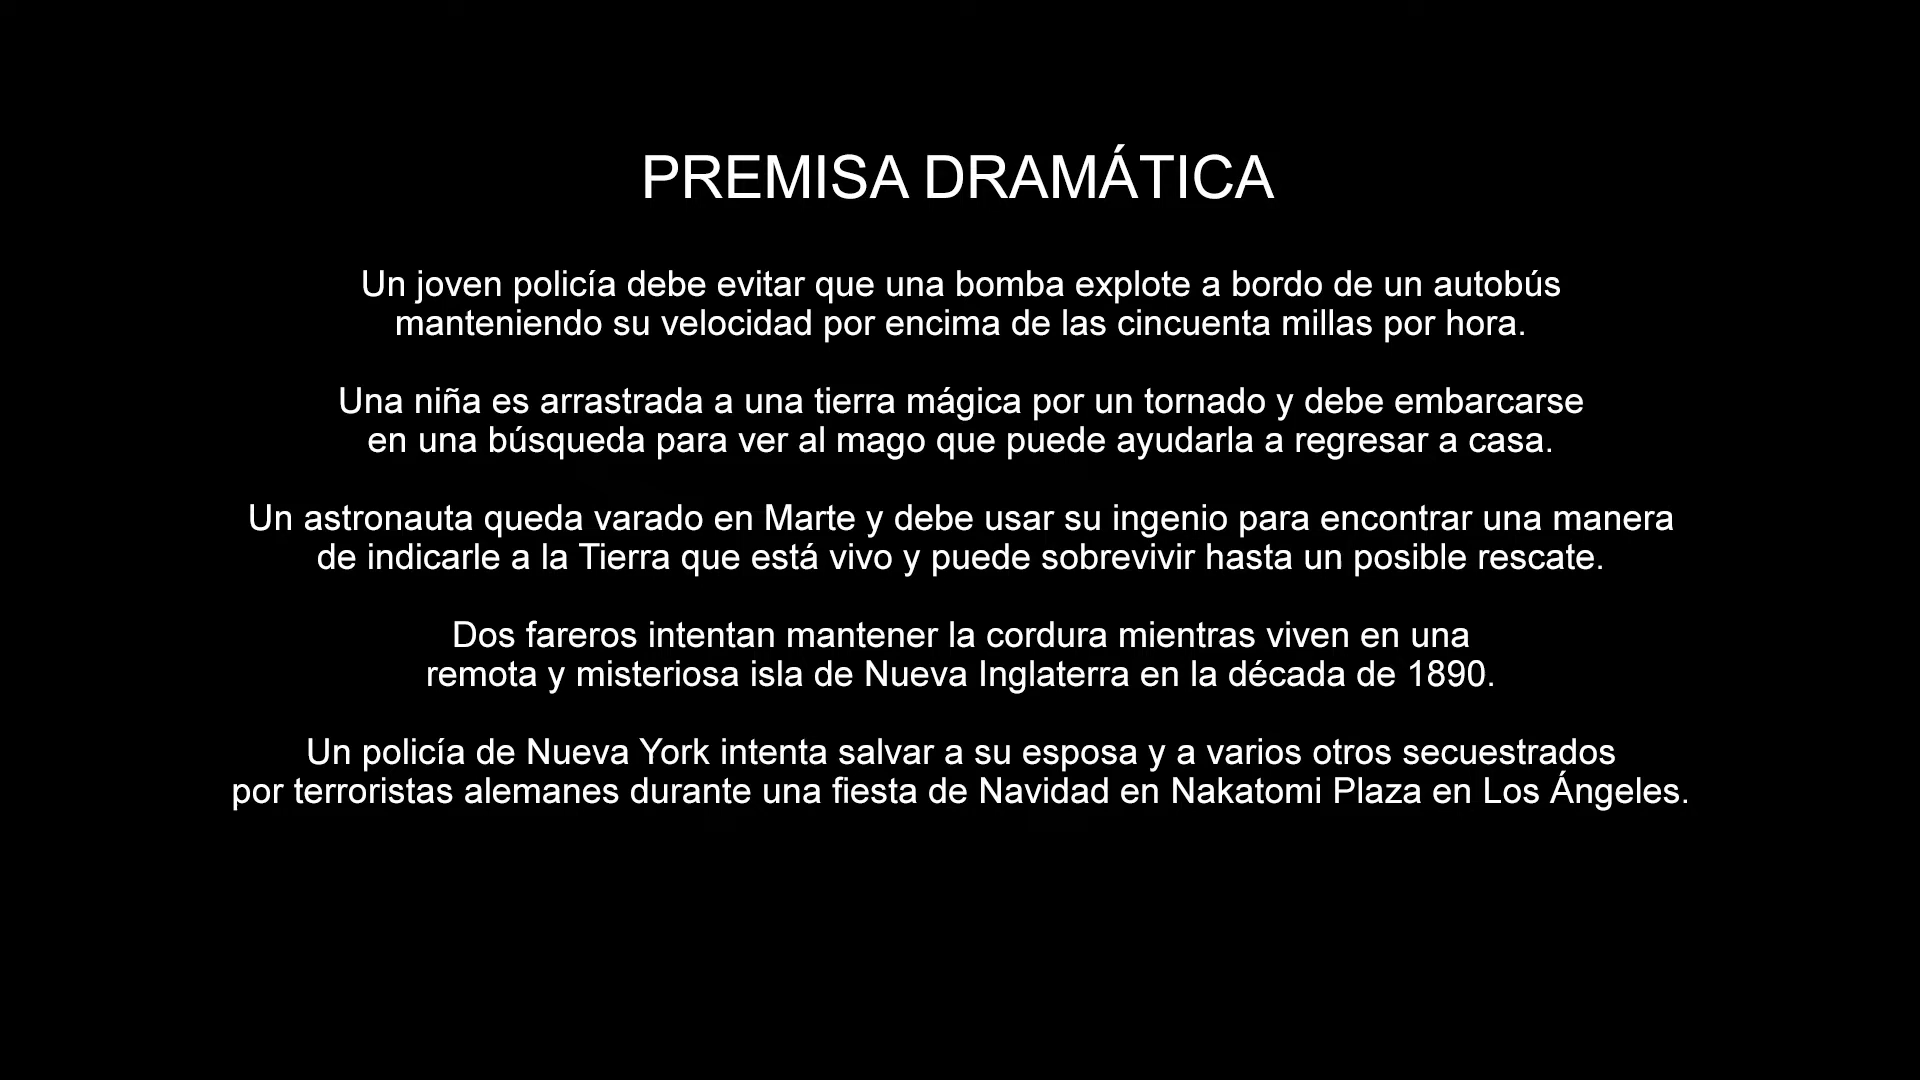 PREMISA DRAMÁTICA
Un joven policía debe evitar que una bomba explote a bordo de un autobús
manteniendo su velocidad por encima de las cincuenta millas por hora.
Una niña es arrastrada a una tierra mágica por un tornado y debe embarcarse
en una búsqueda para ver al mago que puede ayudarla a regresar a casa.
Un astronauta queda varado en Marte y debe usar su ingenio para encontrar una manera
de indicarle a la Tierra que está vivo y puede sobrevivir hasta un posible rescate.
Dos fareros intentan mantener la cordura mientras viven en una
remota y misteriosa isla de Nueva Inglaterra en la década de 1890.
Un policía de Nueva York intenta salvar a su esposa y a varios otros secuestrados
por terroristas alemanes durante una fiesta de Navidad en Nakatomi Plaza en Los Ángeles.